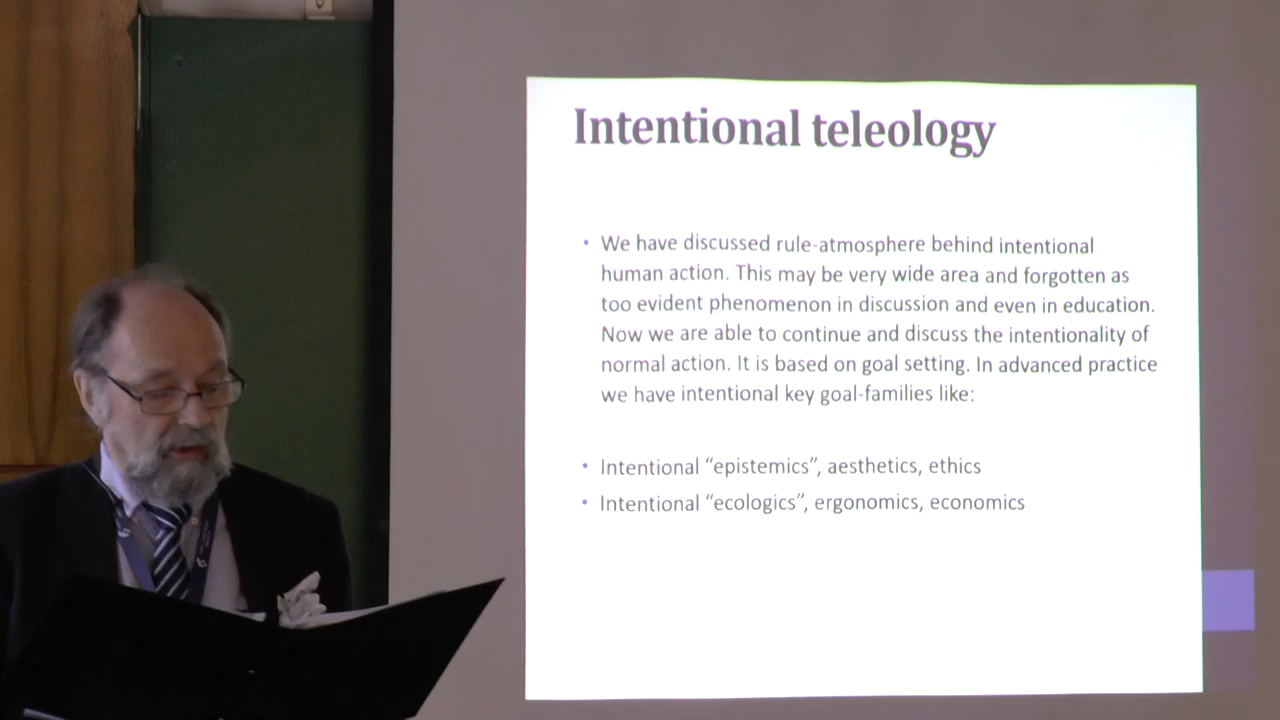 Intentional teleology
• We have discussed rule-atmosphere behind intentional
human action. This may be very wide area and forgotten as
too evident phenomenon in discussion and even in education.
Now we are able to continue and discuss the intentionality of
normal action. It is based on goal setting. In advanced practice
we have intentional key goal-families like:
• Intentional “epistemics”, aesthetics, ethics
• Intentional “ecologics”, ergonomics, economics